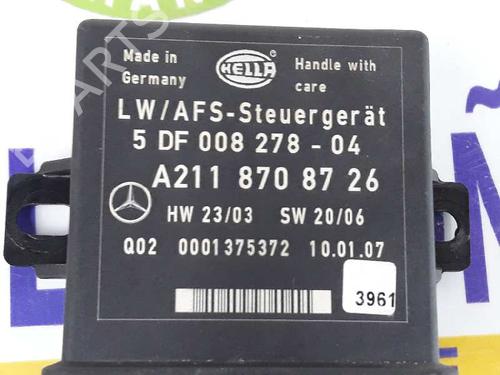 Made in
Germany
HELLA
Handle with
care
LW/AFS-Steuergerät
5 DF 008 278 - 04
A211 870 87 26
HW 23/03 SW 20/06
Q02 0001375372 10.01.07
3961